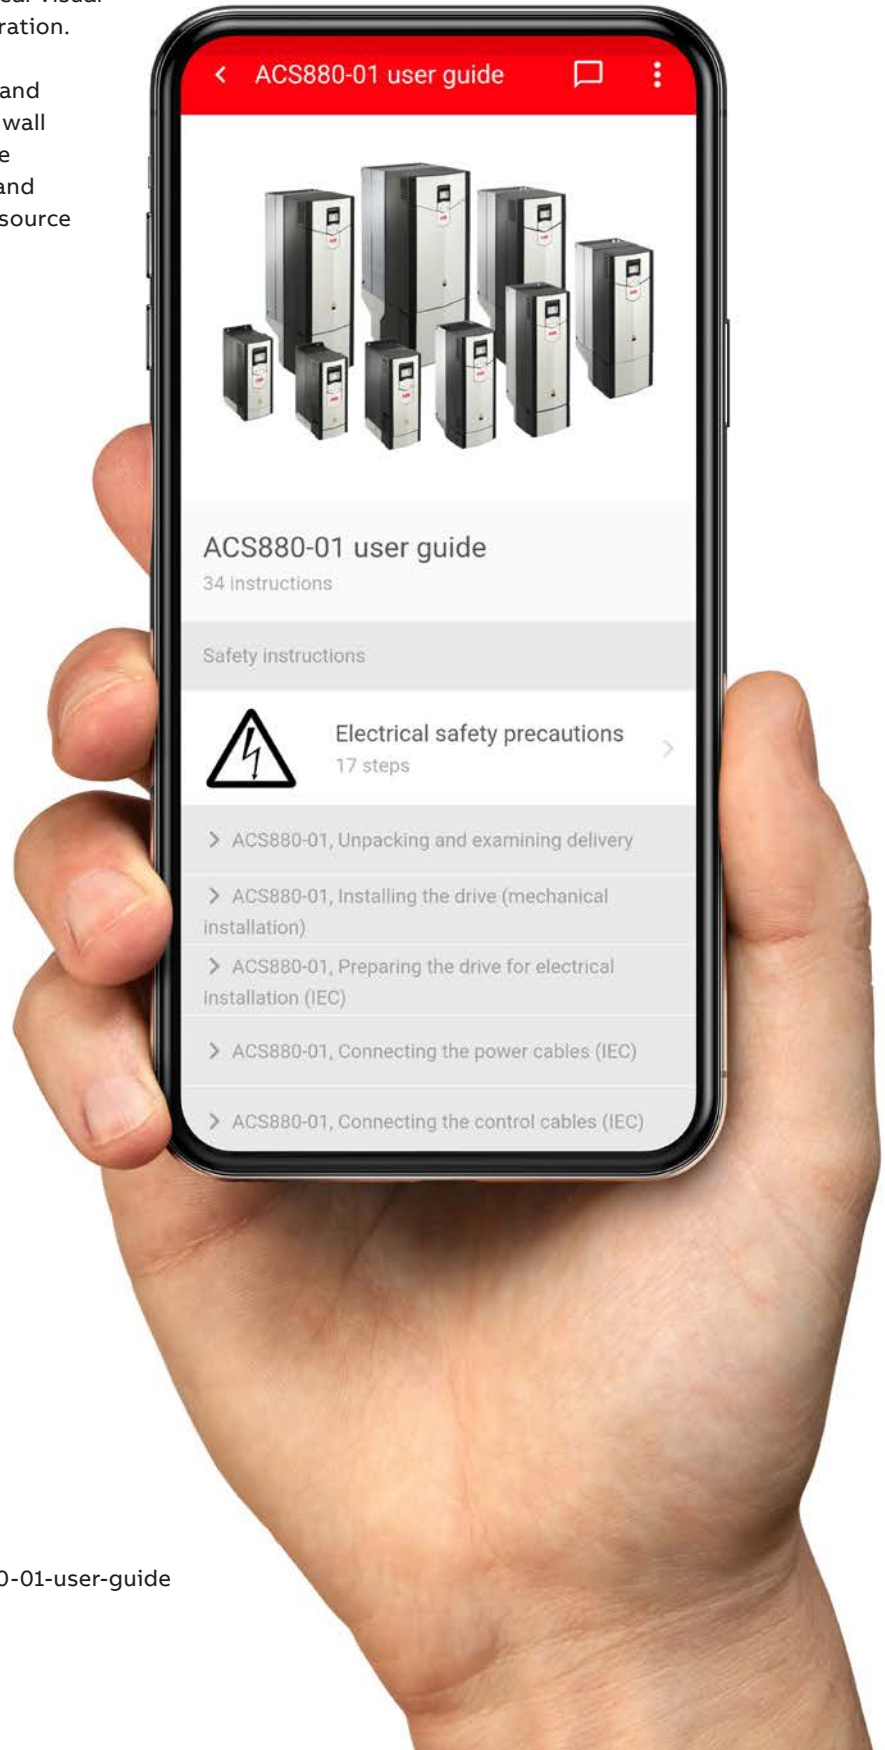 ration.
and
wall
e
and
source
ACS880-01 user guide
ACS880-01 user guide
34 instructions
Safety instructions
Electrical safety precautions
17 steps
ACS880-01, Unpacking and examining delivery
ACS880-01, Installing the drive (mechanical
installation)
ACS880-01, Preparing the drive for electrical
installation (IEC)
ACS880-01, Connecting the power cables (IEC)
ACS880-01, Connecting the control cables (IEC)
0-01-user-guide